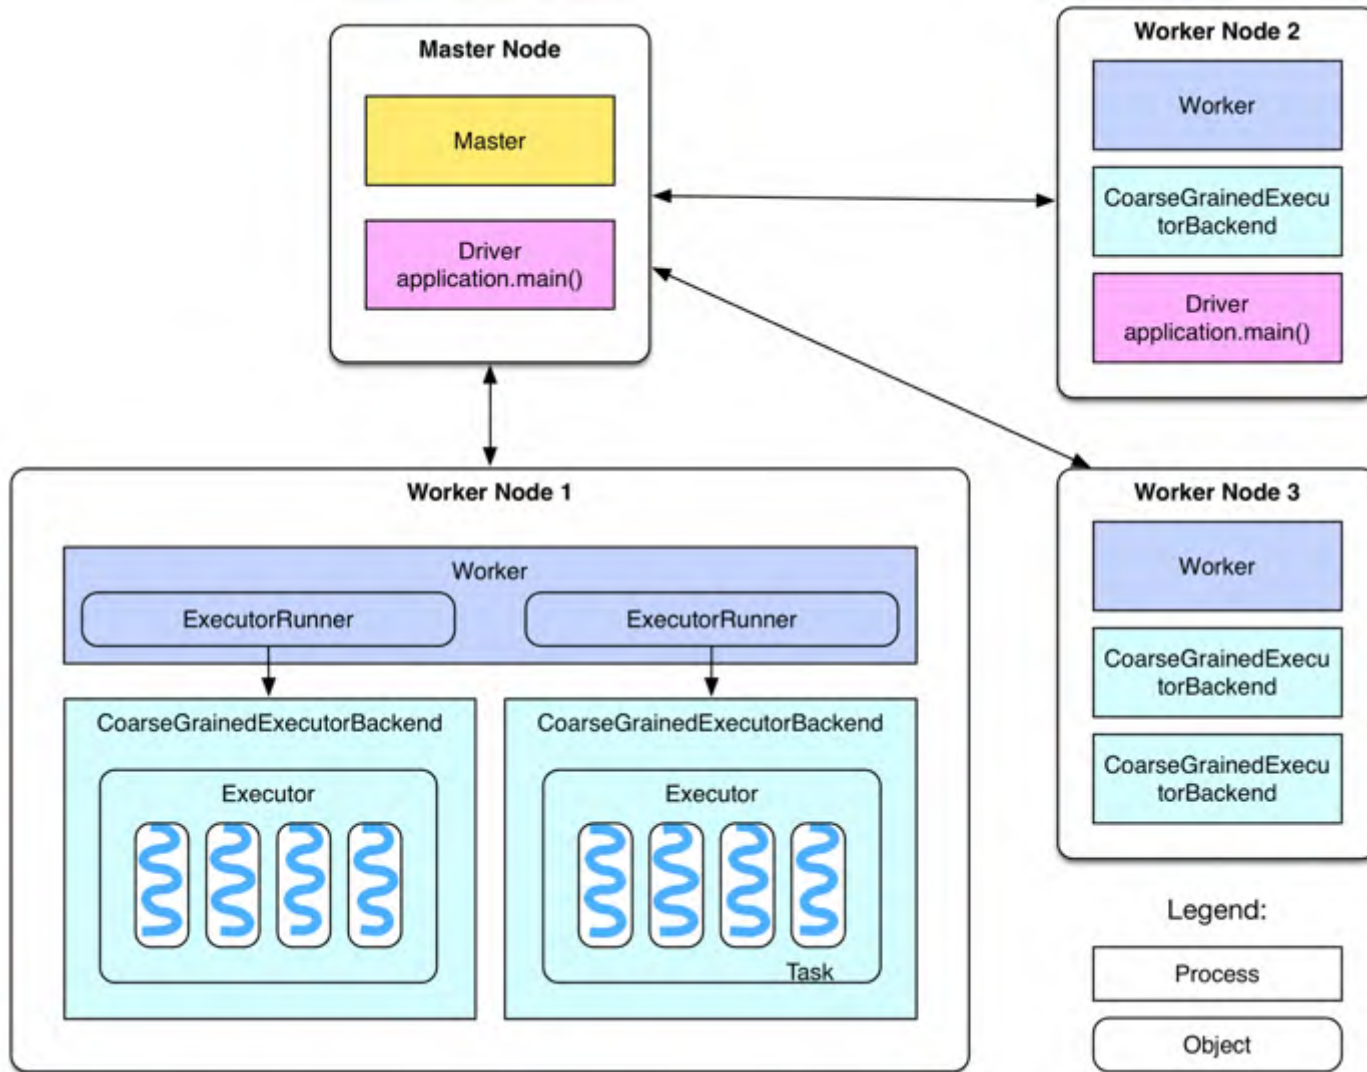 Master Node
Master
Driver
application.main()
Worker Node 2
Worker
CoarseGrainedExecu
torBackend
Driver
application.main()
Worker Node 1
Worker
ExecutorRunner
ExecutorRunner
CoarseGrainedExecutorBackend
Executor
CoarseGrainedExecutorBackend
Executor
Task
Worker Node 3
Worker
CoarseGrainedExecu
torBackend
CoarseGrainedExecu
torBackend
Legend:
Process
Object